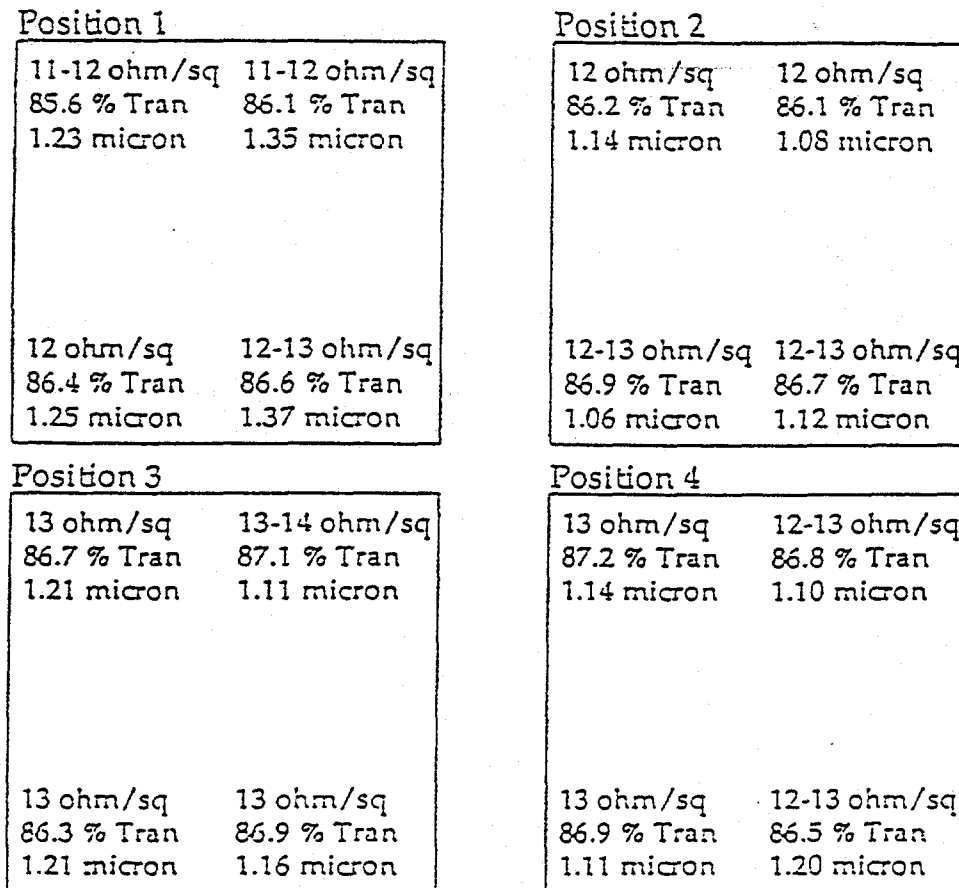 Position 1
11-12 ohm/sq 11-12 ohm/sq
85.6 % Tran 86.1 % Tran
1.23 micron 1.35 micron
12 ohm/sq 12-13 ohm/sq
86.4 % Tran 86.6 % Tran
1.25 micron 1.37 micron
Position 2
12 ohm/sq 12 ohm/sq
86.2 % Tran 86.1 % Tran
1.14 micron 1.08 micron
12-13 ohm/sq 12-13 ohm/sq
86.9 % Tran 86.7 % Tran
1.06 micron 1.12 micron
Position 3
13 ohm/sq 13-14 ohm/sq
86.7 % Tran 87.1 % Tran
1.21 micron 1.11 micron
13 ohm/sq 13 ohm/sq
86.3 % Tran 86.9 % Tran
1.21 micron 1.16 micron
Position 4
13 ohm/sq 12-13 ohm/sq
87.2 % Tran 86.8 % Tran
1.14 micron 1.10 micron
13 ohm/sq 12-13 ohm/sq
86.9 % Tran 86.5 % Tran
1.11 micron 1.20 micron